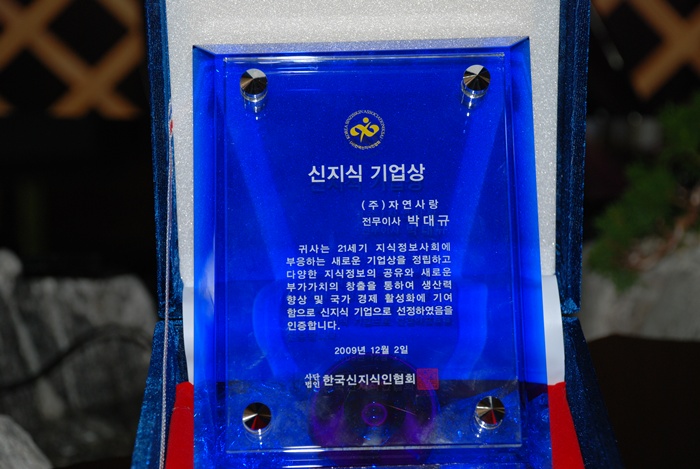 신지식 기업상
(주)자연사랑
전무이사 박대규
귀사는 21세기 지식정보사회에
부응하는 새로운 기업상을 정립하고
다양한 지식정보의 공유와 새로운
부가가치의 창출을 통하여 생산력
향상 및 국가 경제 활성화에 기여
함으로 신지식 기업으로 선정하였음을
인증합니다.
2009년 12월 2일
사단
법인 한국신지식인협회